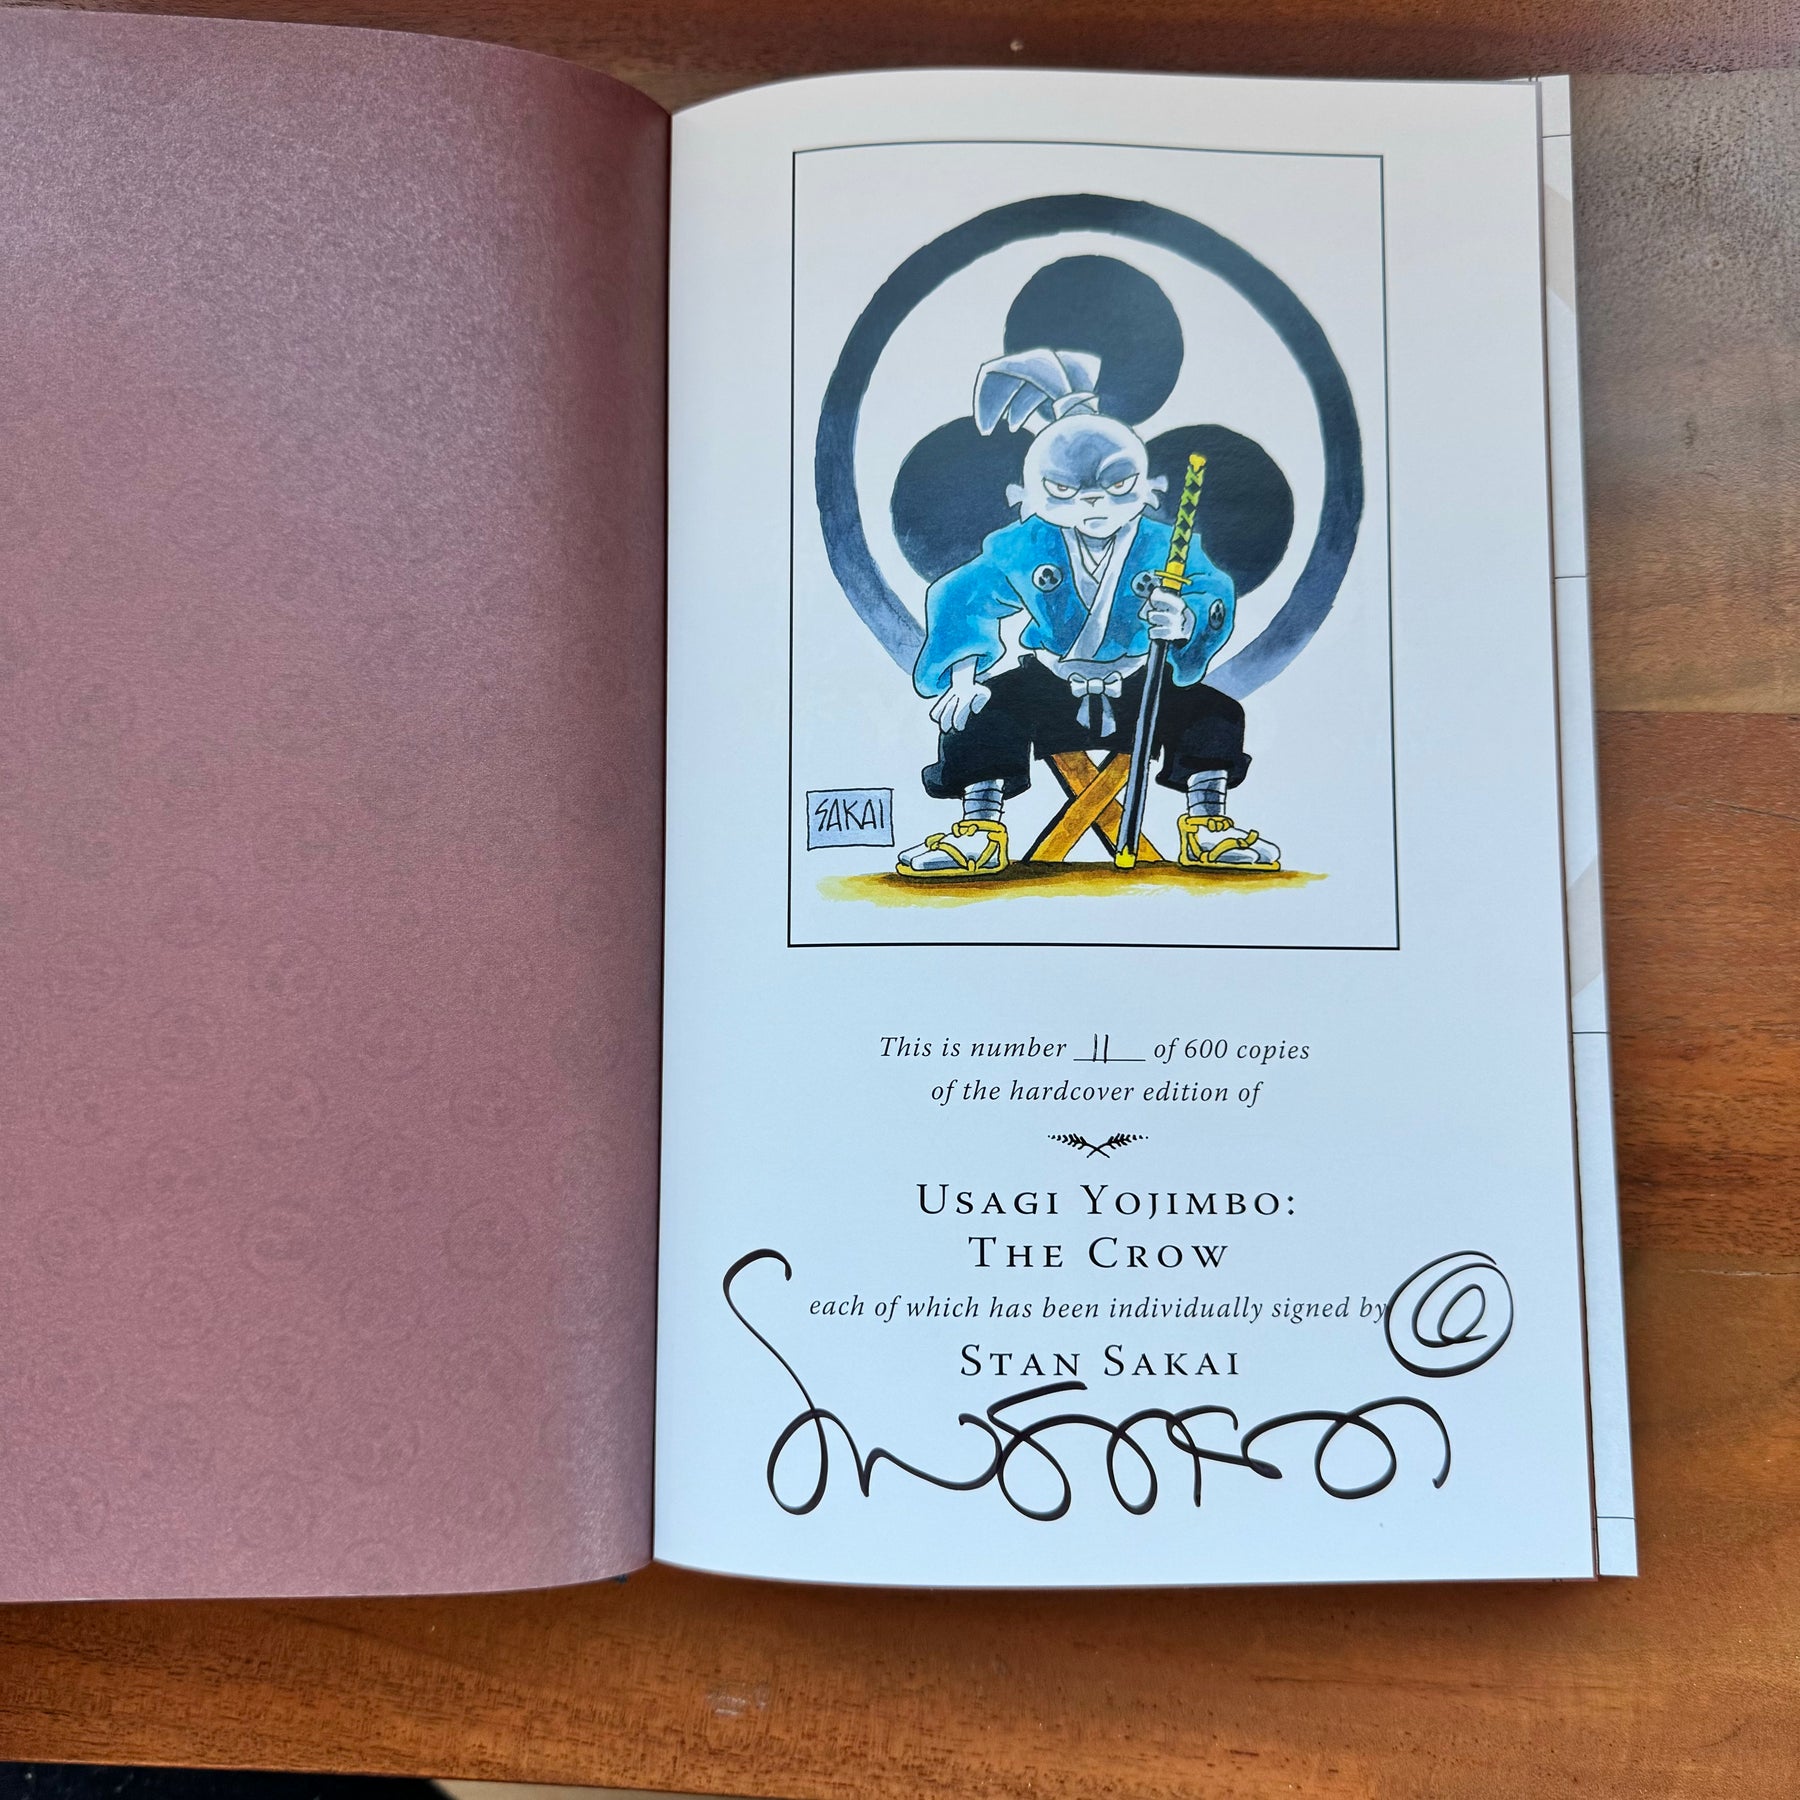 SAKAI
This is number 11 of 600 copies
of the hardcover edition of
USAGI YOJIMBO:
THE CROW
each of which has been individually signed by
STAN SAKAI